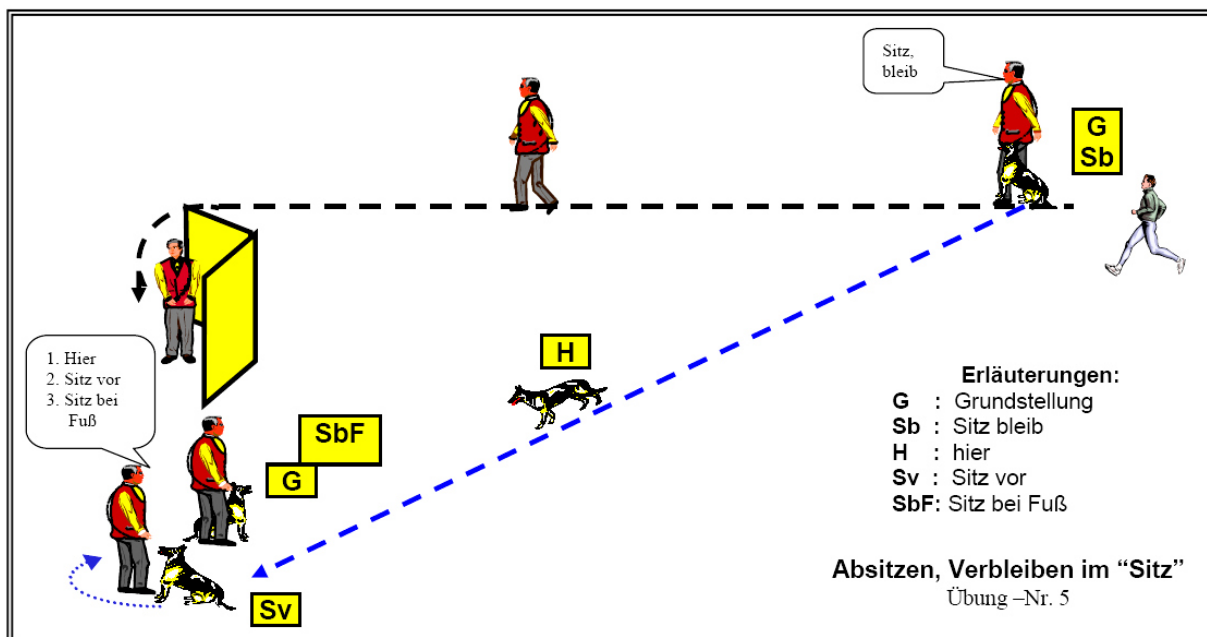 Sitz,
bleib
G
Sb
H
1. Hier
2. Sitz vor
3. Sitz bei
Fuß
SbF
G
Sv
Erläuterungen:
G : Grundstellung
Sb : Sitz bleib
H : hier
Sv : Sitz vor
SbF: Sitz bei Fuß
Absitzen, Verbleiben im “Sitz”
Übung –Nr. 5